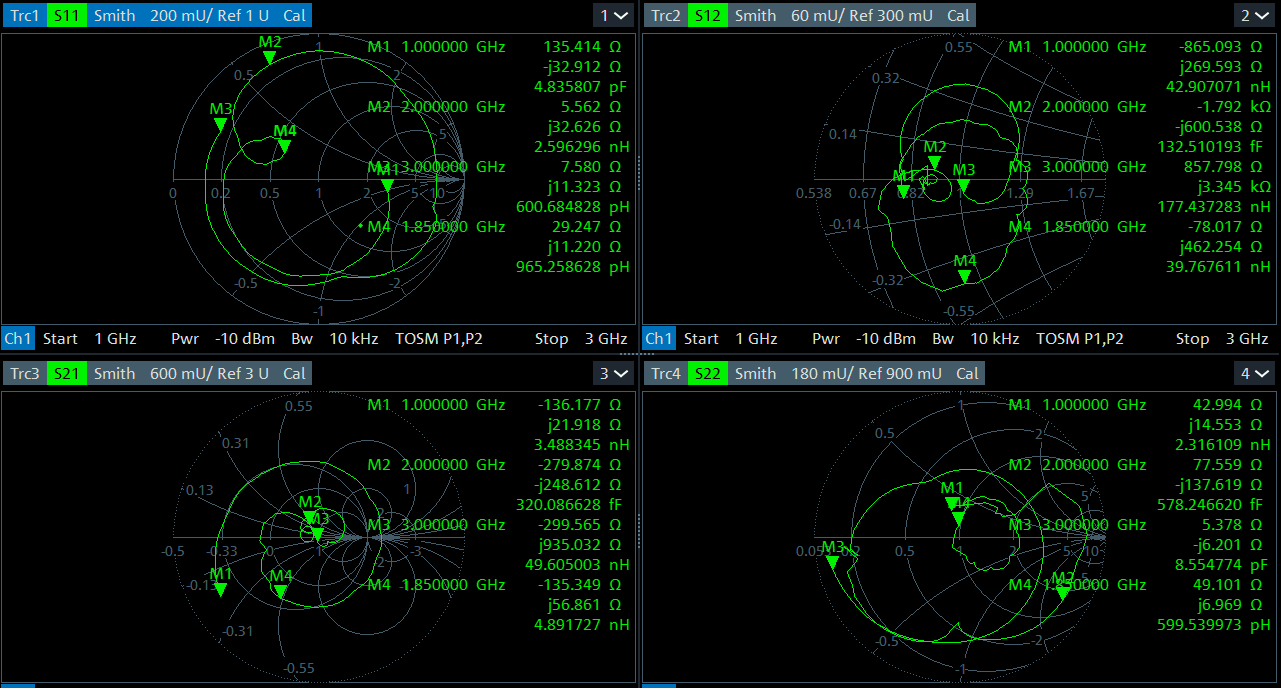 Trc1 S11 Smith 200 mU/ Ref 1 U Cal 1
M1 1.000000 GHz 135.414 Ω
-j32.912 Ω
4.835807 pF
M2 2.000000 GHz 5.562 Ω
j32.626 Ω
2.596296 nH
M3 3.000000 GHz 7.580 Ω
j11.323 Ω
600.684828 pH
M4 1.850000 GHz 29.247 Ω
j11.220 Ω
965.258628 pH
M2
1
0.5
2
M3
M4
5
M1
0 0.2 0.5 1 2 5 10
-0.5
-2
-1
Ch1 Start 1 GHz Pwr -10 dBm Bw 10 kHz TOSM P1,P2 Stop 3 GHz
Trc2 S12 Smith 60 mU/ Ref 300 mU Cal 2
M1 1.000000 GHz -865.093 Ω
j269.593 Ω
42.907071 nH
M2 2.000000 GHz -1.792 kΩ
-j600.538 Ω
132.510193 fF
M3 3.000000 GHz 857.798 Ω
j3.345 kΩ
177.437283 nH
M4 1.850000 GHz -78.017 Ω
j462.254 Ω
39.767611 nH
0.55
0.32
0.14
M2
M3
M1
0.538 0.67 0.82 1.29 1.67
-0.14
M4
-0.32
-0.55
Ch1 Start 1 GHz Pwr -10 dBm Bw 10 kHz TOSM P1,P2 Stop 3 GHz
Trc3 S21 Smith 600 mU/ Ref 3 U Cal 3
M1 1.000000 GHz -136.177 Ω
j21.918 Ω
3.488345 nH
M2 2.000000 GHz -279.874 Ω
-j248.612 Ω
320.086628 fF
M3 3.000000 GHz -299.565 Ω
j935.032 Ω
49.605003 nH
M4 1.850000 GHz -135.349 Ω
j56.861 Ω
4.891727 nH
0.55
0.31
0.13
1
M2
2
M3
-0.5 -0.33 0 1 -3
M1
M4
-2
-0.13
-1
-0.31
-0.55
Trc4 S22 Smith 180 mU/ Ref 900 mU Cal 4
M1 1.000000 GHz 42.994 Ω
j14.553 Ω
2.316109 nH
M2 2.000000 GHz 77.559 Ω
-j137.619 Ω
578.246620 fF
M3 3.000000 GHz 5.378 Ω
-j6.201 Ω
8.554774 pF
M4 1.850000 GHz 49.101 Ω
j6.969 Ω
599.539973 pH
1
0.5
2
M1
5
M4
M3
0.2 0.5 1 2 5 10
M2
-0.5
-2
-1